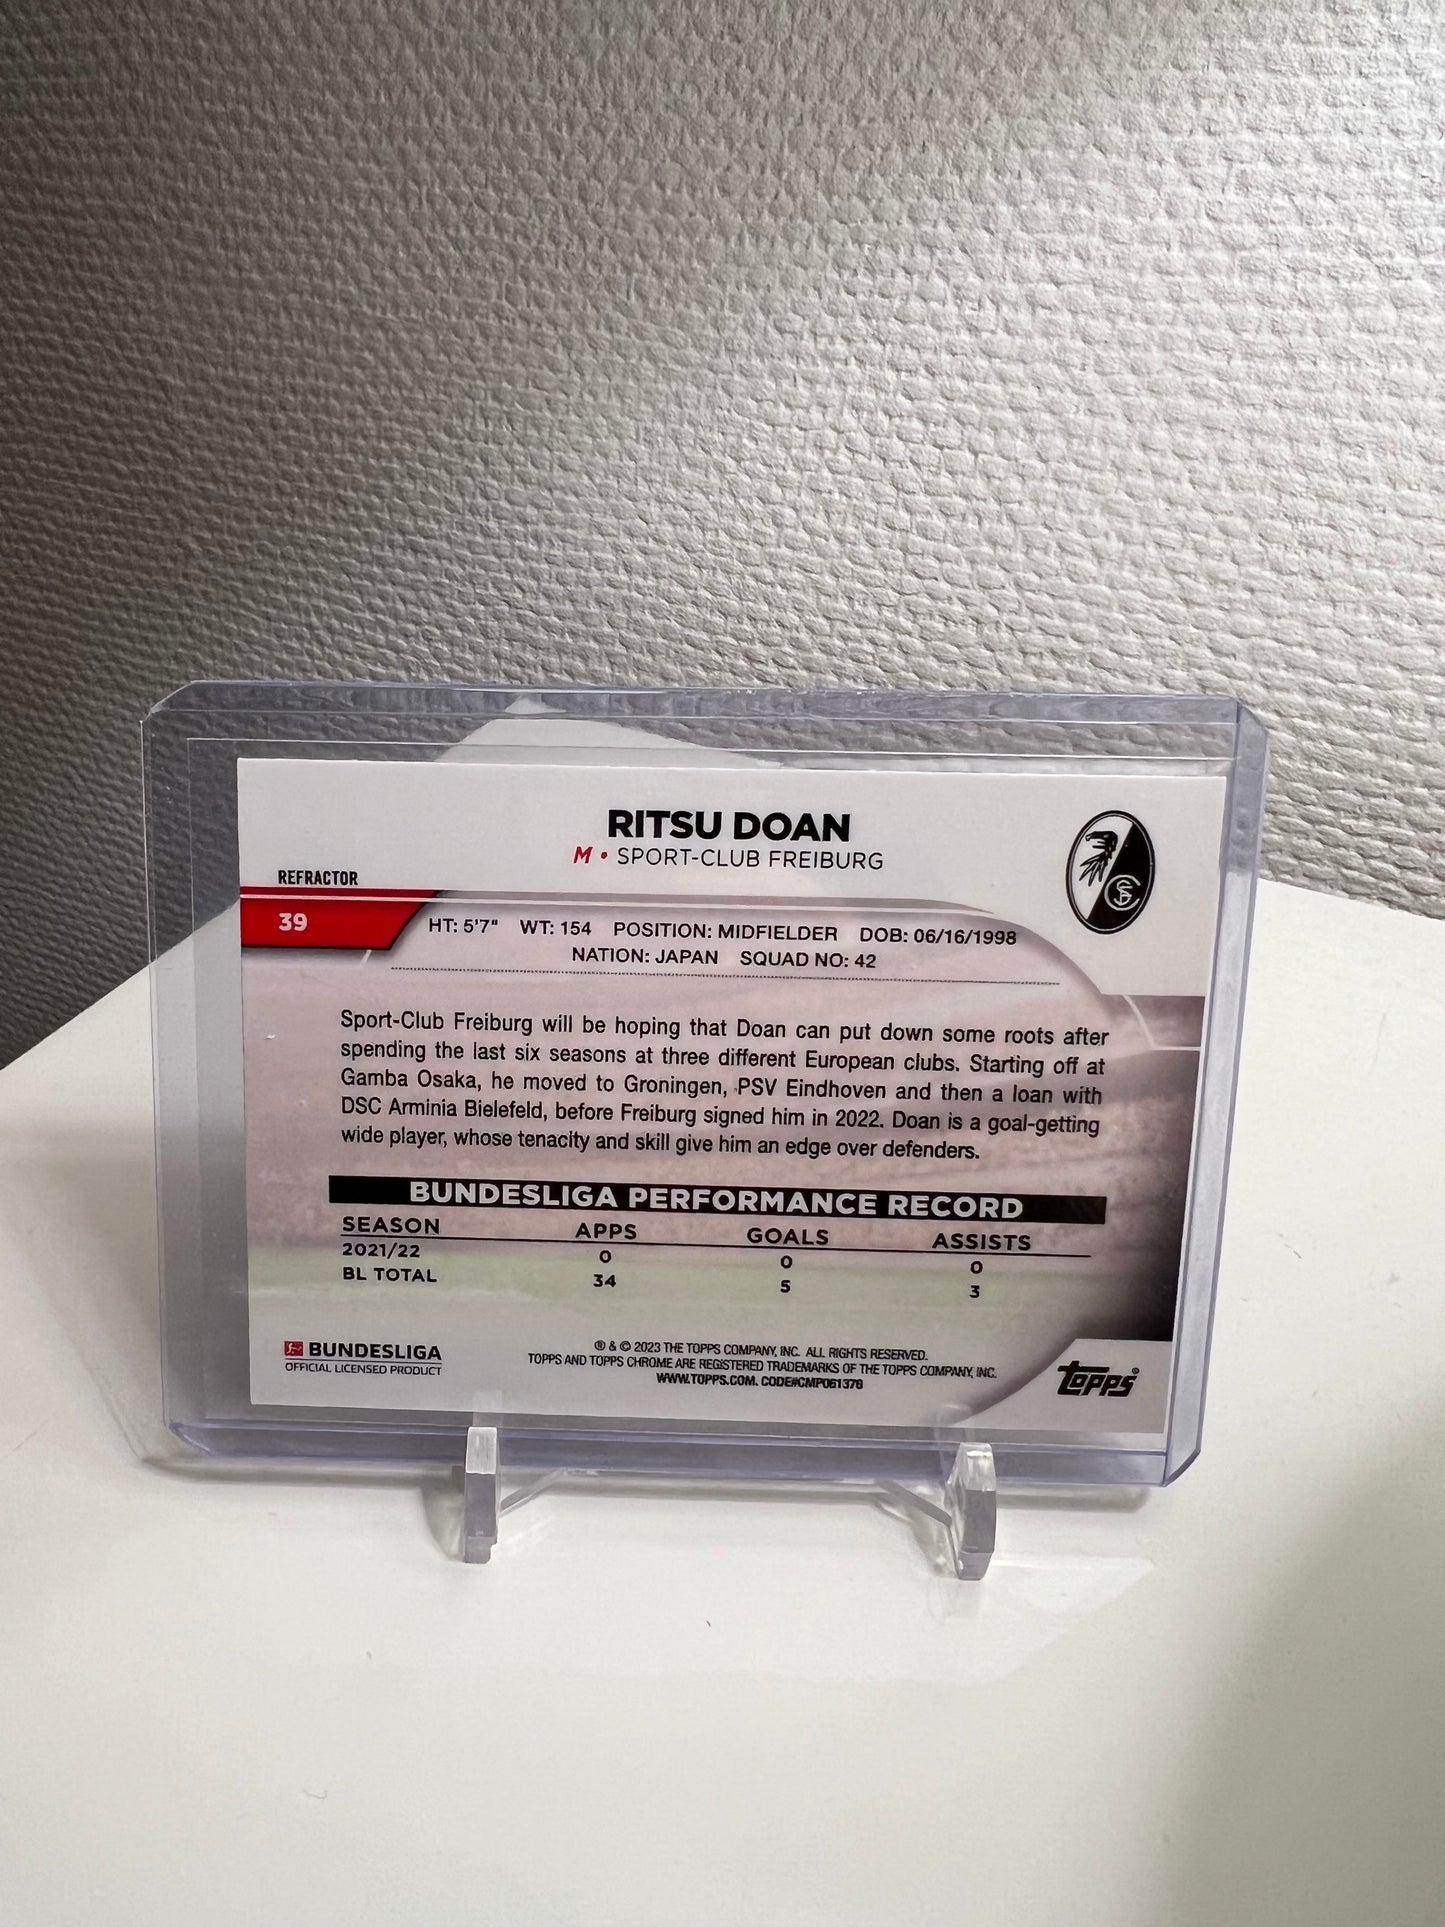 RITSU DOAN
M • SPORT-CLUB FREIBURG
REFRACTOR
39
HT: 5'7" WT: 154 POSITION: MIDFIELDER DOB: 06/16/1998
NATION: JAPAN SQUAD NO: 42
Sport-Club Freiburg will be hoping that Doan can put down some roots after
spending the last six seasons at three different European clubs. Starting off at
Gamba Osaka, he moved to Groningen, PSV Eindhoven and then a loan with
DSC Arminia Bielefeld, before Freiburg signed him in 2022. Doan is a goal-getting
wide player, whose tenacity and skill give him an edge over defenders.
BUNDESLIGA PERFORMANCE RECORD
SEASON APPS GOALS ASSISTS
2021/22 0 0 0
BL TOTAL 34 5 3
BUNDESLIGA
OFFICIAL LICENSED PRODUCT
® & © 2023 THE TOPPS COMPANY, INC. ALL RIGHTS RESERVED.
TOPPS AND TOPPS CHROME ARE REGISTERED TRADEMARKS OF THE TOPPS COMPANY, INC.
WWW.TOPPS.COM. CODE#CMP061376
TOPPS®